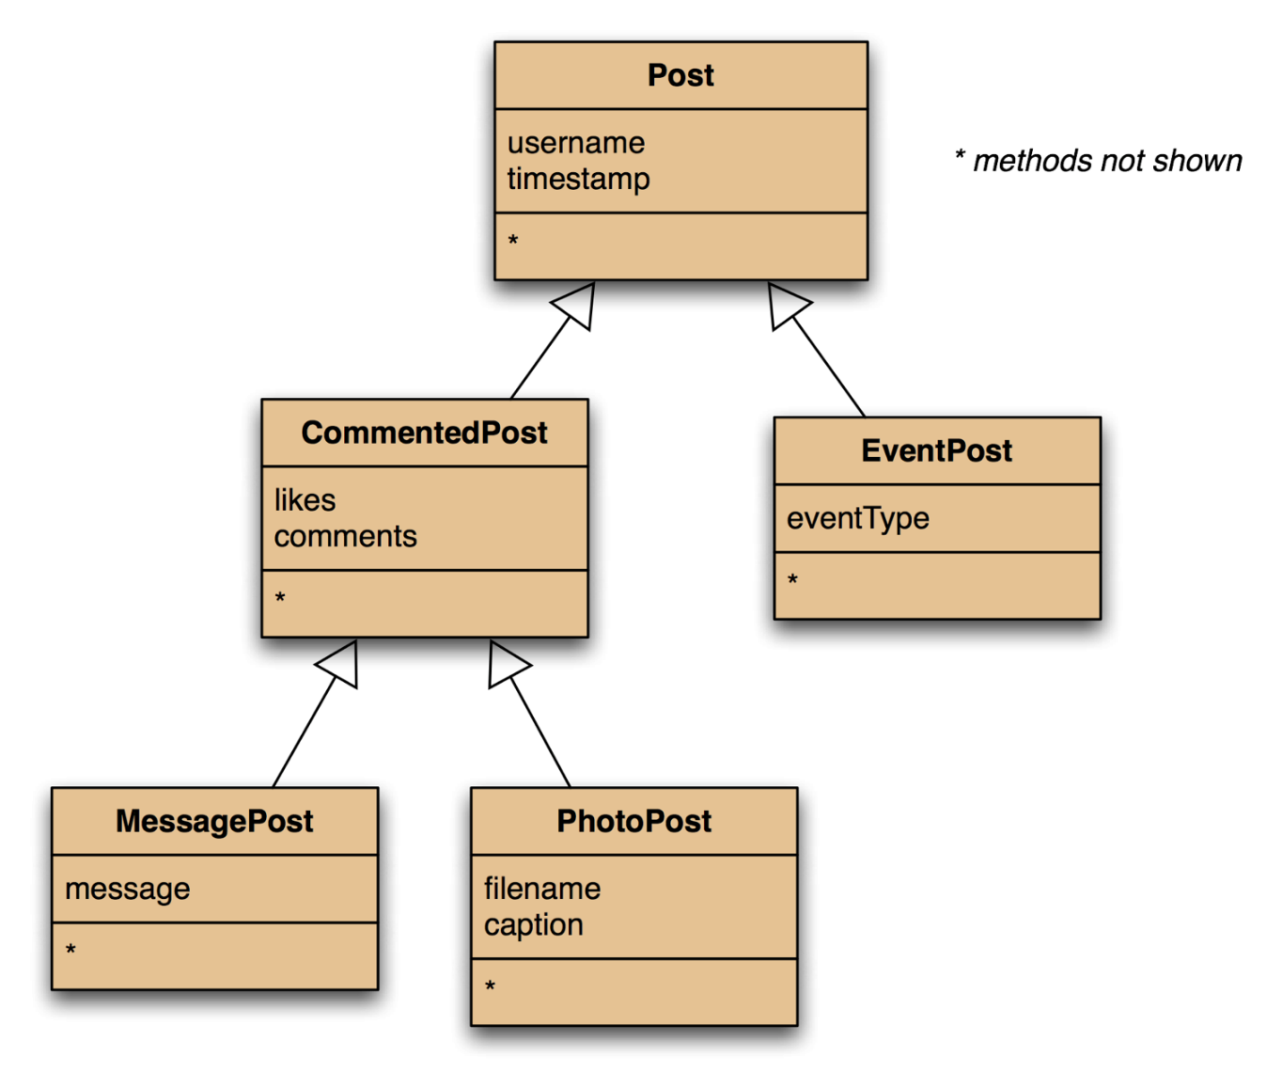 Post
username
timestamp
*
* methods not shown
CommentedPost
likes
comments
*
EventPost
eventType
*
MessagePost
message
*
PhotoPost
filename
caption
*